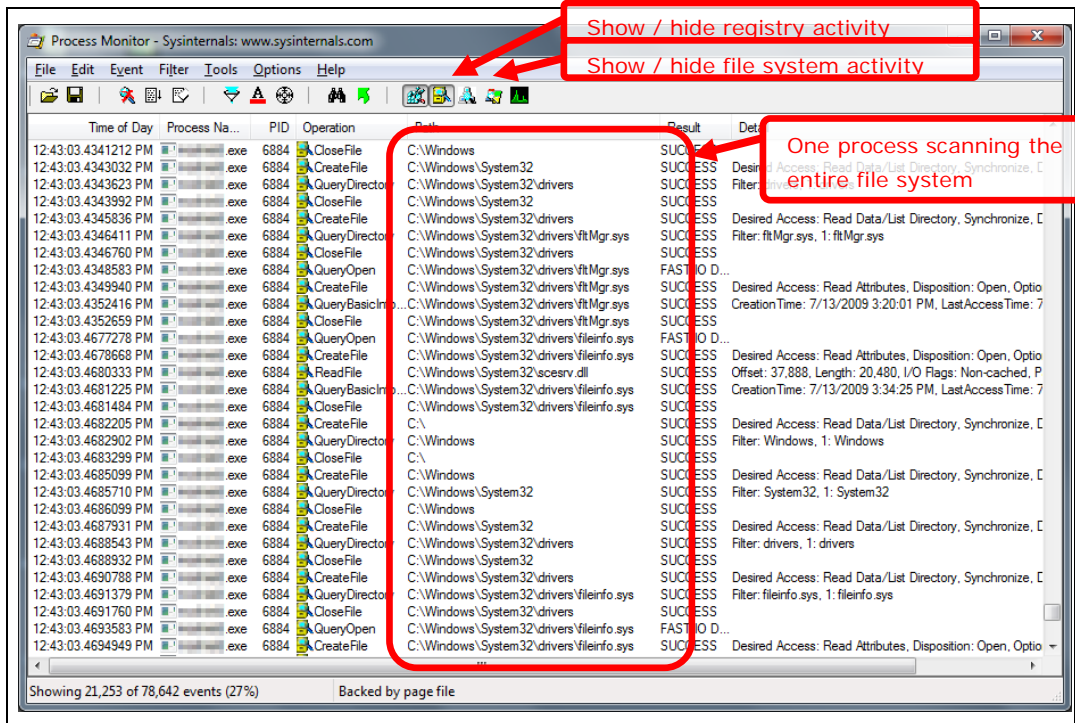 Show / hide registry activity
Process Monitor - Sysinternals: www.sysinternals.com
Show / hide file system activity
File Edit Event Filter Tools Options Help
Time of Day Process Na... PID Operation Path Result
One process scanning the
entire file system
12:43:03.4341212 PM .exe 6884 CloseFile C:\Windows
12:43:03.4343032 PM .exe 6884 CreateFile C:\Windows\System32 SUCCESS Desired Access: Read Data/List Directory, Synchronize, D
12:43:03.4343623 PM .exe 6884 QueryDirectory C:\Windows\System32\drivers SUCCESS Filter: drivers, 1: drivers
12:43:03.4343992 PM .exe 6884 CloseFile C:\Windows\System32 SUCCESS
12:43:03.4345836 PM .exe 6884 CreateFile C:\Windows\System32\drivers SUCCESS Desired Access: Read Data/List Directory, Synchronize, D
12:43:03.4346411 PM .exe 6884 QueryDirectory C:\Windows\System32\drivers\fltMgr.sys SUCCESS Filter: fltMgr.sys, 1: fltMgr.sys
12:43:03.4346760 PM .exe 6884 CloseFile C:\Windows\System32\drivers SUCCESS
12:43:03.4348583 PM .exe 6884 QueryOpen C:\Windows\System32\drivers\fltMgr.sys FAST IO D...
12:43:03.4349940 PM .exe 6884 CreateFile C:\Windows\System32\drivers\fltMgr.sys SUCCESS Desired Access: Read Attributes, Disposition: Open, Optio
12:43:03.4352416 PM .exe 6884 QueryBasicInfo...C:\Windows\System32\drivers\fltMgr.sys SUCCESS CreationTime: 7/13/2009 3:20:01 PM, LastAccessTime: 7
12:43:03.4352659 PM .exe 6884 CloseFile C:\Windows\System32\drivers\fltMgr.sys SUCCESS
12:43:03.4677278 PM .exe 6884 QueryOpen C:\Windows\System32\drivers\fileinfo.sys FAST IO D...
12:43:03.4678668 PM .exe 6884 CreateFile C:\Windows\System32\drivers\fileinfo.sys SUCCESS Desired Access: Read Attributes, Disposition: Open, Optio
12:43:03.4680333 PM .exe 6884 ReadFile C:\Windows\System32\scesrv.dll SUCCESS Offset: 37,888, Length: 20,480, I/O Flags: Non-cached, P
12:43:03.4681225 PM .exe 6884 QueryBasicInfo...C:\Windows\System32\drivers\fileinfo.sys SUCCESS CreationTime: 7/13/2009 3:34:25 PM, LastAccessTime: 7
12:43:03.4681484 PM .exe 6884 CloseFile C:\Windows\System32\drivers\fileinfo.sys SUCCESS
12:43:03.4682205 PM .exe 6884 CreateFile C:\ SUCCESS Desired Access: Read Data/List Directory, Synchronize, D
12:43:03.4682902 PM .exe 6884 QueryDirectory C:\Windows SUCCESS Filter: Windows, 1: Windows
12:43:03.4683299 PM .exe 6884 CloseFile C:\ SUCCESS
12:43:03.4685099 PM .exe 6884 CreateFile C:\Windows SUCCESS Desired Access: Read Data/List Directory, Synchronize, D
12:43:03.4685710 PM .exe 6884 QueryDirectory C:\Windows\System32 SUCCESS Filter: System32, 1: System32
12:43:03.4686099 PM .exe 6884 CloseFile C:\Windows SUCCESS
12:43:03.4687931 PM .exe 6884 CreateFile C:\Windows\System32 SUCCESS Desired Access: Read Data/List Directory, Synchronize, D
12:43:03.4688543 PM .exe 6884 QueryDirectory C:\Windows\System32\drivers SUCCESS Filter: drivers, 1: drivers
12:43:03.4688932 PM .exe 6884 CloseFile C:\Windows\System32 SUCCESS
12:43:03.4690788 PM .exe 6884 CreateFile C:\Windows\System32\drivers SUCCESS Desired Access: Read Data/List Directory, Synchronize, D
12:43:03.4691379 PM .exe 6884 QueryDirectory C:\Windows\System32\drivers\fileinfo.sys SUCCESS Filter: fileinfo.sys, 1: fileinfo.sys
12:43:03.4691760 PM .exe 6884 CloseFile C:\Windows\System32\drivers SUCCESS
12:43:03.4693583 PM .exe 6884 QueryOpen C:\Windows\System32\drivers\fileinfo.sys FAST IO D...
12:43:03.4694949 PM .exe 6884 CreateFile C:\Windows\System32\drivers\fileinfo.sys SUCCESS Desired Access: Read Attributes, Disposition: Open, Optio
Showing 21,253 of 78,642 events (27%) Backed by page file